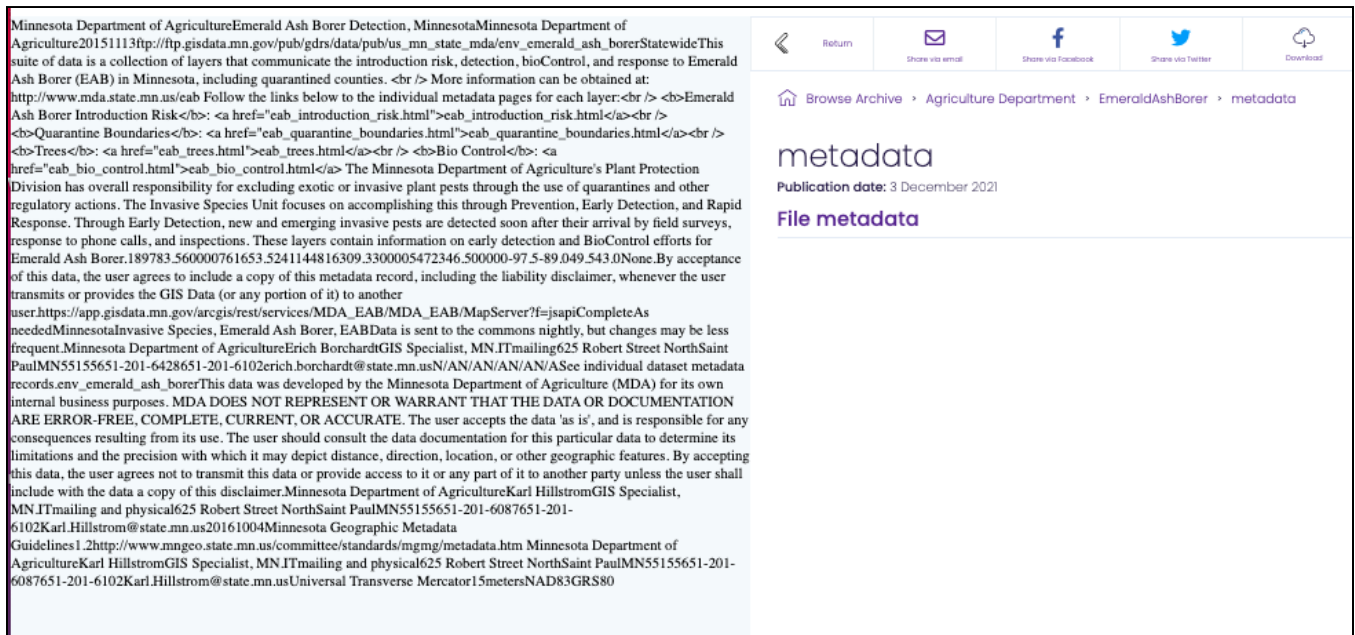 Minnesota Department of AgricultureEmerald Ash Borer Detection, MinnesotaMinnesota Department of
Agriculture20151113ftp://ftp.gisdata.mn.gov/pub/gdrs/data/pub/us_mn_state_mda/env_emerald_ash_borerStatewideThis
suite of data is a collection of layers that communicate the introduction risk, detection, bioControl, and response to Emerald
Ash Borer (EAB) in Minnesota, including quarantined counties. <br /> More information can be obtained at:
http://www.mda.state.mn.us/eab Follow the links below to the individual metadata pages for each layer:<br /> <b>Emerald
Ash Borer Introduction Risk</b>: <a href="eab_introduction_risk.html">eab_introduction_risk.html</a><br />
<b>Quarantine Boundaries</b>: <a href="eab_quarantine_boundaries.html">eab_quarantine_boundaries.html</a><br />
<b>Trees</b>: <a href="eab_trees.html">eab_trees.html</a><br /> <b>Bio Control</b>: <a
href="eab_bio_control.html">eab_bio_control.html</a> The Minnesota Department of Agriculture's Plant Protection
Division has overall responsibility for excluding exotic or invasive plant pests through the use of quarantines and other
regulatory actions. The Invasive Species Unit focuses on accomplishing this through Prevention, Early Detection, and Rapid
Response. Through Early Detection, new and emerging invasive pests are detected soon after their arrival by field surveys,
response to phone calls, and inspections. These layers contain information on early detection and BioControl efforts for
Emerald Ash Borer.189783.560000761653.5241144816309.3300005472346.500000-97.5-89.049.543.0None.By acceptance
of this data, the user agrees to include a copy of this metadata record, including the liability disclaimer, whenever the user
transmits or provides the GIS Data (or any portion of it) to another
user.https://app.gisdata.mn.gov/arcgis/rest/services/MDA_EAB/MDA_EAB/MapServer?f=jsapiCompleteAs
neededMinnesotaInvasive Species, Emerald Ash Borer, EABData is sent to the commons nightly, but changes may be less
frequent.Minnesota Department of AgricultureErich BorchardtGIS Specialist, MN.ITmailing625 Robert Street NorthSaint
PaulMN55155651-201-6428651-201-6102erich.borchardt@state.mn.usN/AN/AN/AN/AN/ASee individual dataset metadata
records.env_emerald_ash_borerThis data was developed by the Minnesota Department of Agriculture (MDA) for its own
internal business purposes. MDA DOES NOT REPRESENT OR WARRANT THAT THE DATA OR DOCUMENTATION
ARE ERROR-FREE, COMPLETE, CURRENT, OR ACCURATE. The user accepts the data 'as is', and is responsible for any
consequences resulting from its use. The user should consult the data documentation for this particular data to determine its
limitations and the precision with which it may depict distance, direction, location, or other geographic features. By accepting
this data, the user agrees not to transmit this data or provide access to it or any part of it to another party unless the user shall
include with the data a copy of this disclaimer.Minnesota Department of AgricultureKarl HillstromGIS Specialist,
MN.ITmailing and physical625 Robert Street NorthSaint PaulMN55155651-201-6087651-201-
6102Karl.Hillstrom@state.mn.us20161004Minnesota Geographic Metadata
Guidelines1.2http://www.mngeo.state.mn.us/committee/standards/mgmg/metadata.htm Minnesota Department of
AgricultureKarl HillstromGIS Specialist, MN.ITmailing and physical625 Robert Street NorthSaint PaulMN55155651-201-
6087651-201-6102Karl.Hillstrom@state.mn.usUniversal Transverse Mercator15metersNAD83GRS80
Return
Share via email
Share via Facebook
Share via Twitter
Download
Browse Archive › Agriculture Department › EmeraldAshBorer › metadata
metadata
Publication date: 3 December 2021
File metadata